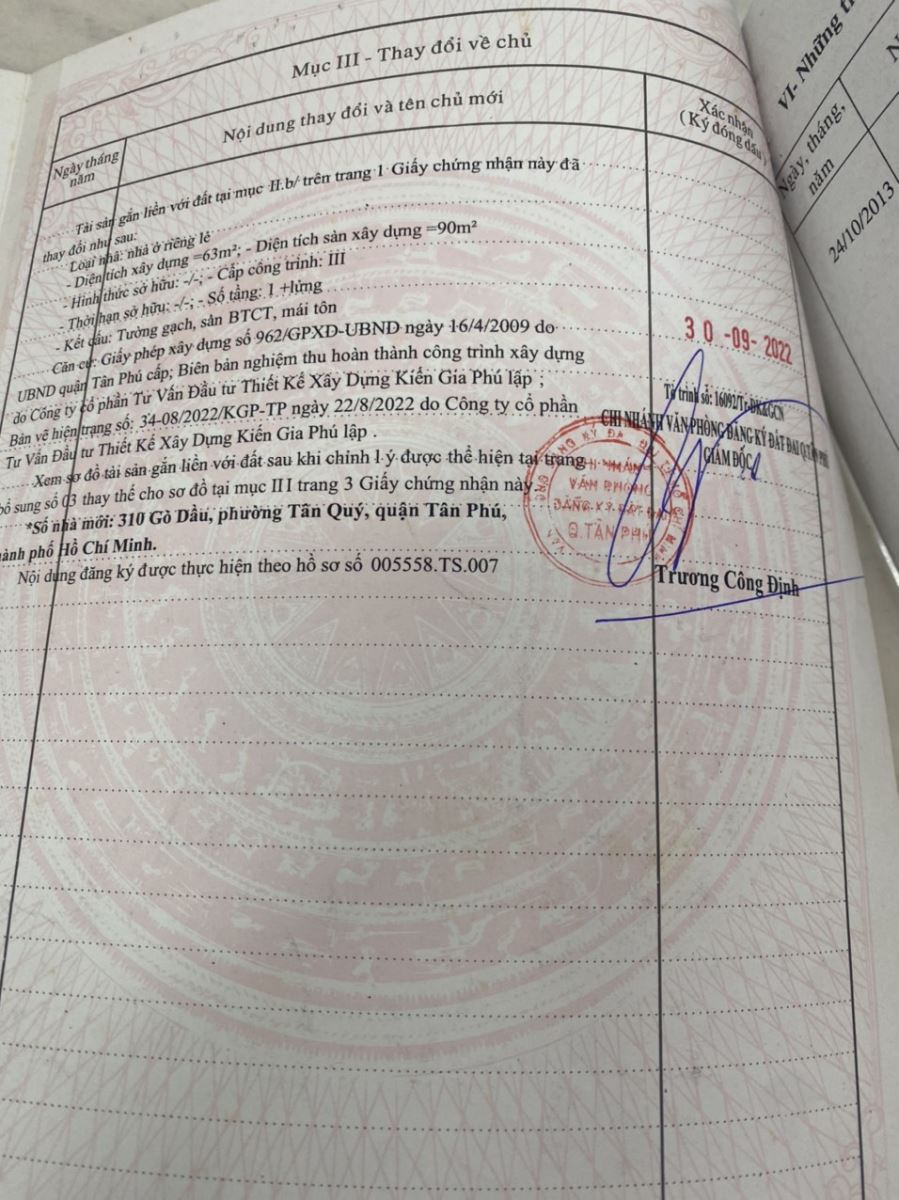 Mục III - Thay đổi về chủ
Ngày tháng
năm
Nội dung thay đổi và tên chủ mới
Xác nhận
(Ký đóng dấu)
Tài sản gắn liền với đất tại mục II.b/ trên trang 1 Giấy chứng nhận này đã
thay đổi như sau:
Loại nhà: nhà ở riêng lẻ
- Diện tích xây dựng =63m²; - Diện tích sàn xây dựng =90m²
- Hình thức sở hữu: -/-; - Cấp công trình: III
- Thời hạn sở hữu: -/-; - Số tầng: 1 +lửng
- Kết cấu: Tường gạch, sàn BTCT, mái tôn
Căn cứ: Giấy phép xây dựng số 962/GPXD-UBND ngày 16/4/2009 do
UBND quận Tân Phú cấp; Biên bản nghiệm thu hoàn thành công trình xây dựng
do Công ty cổ phần Tư Vấn Đầu tư Thiết Kế Xây Dựng Kiến Gia Phú lập ;
Bản vẽ hiện trạng số: 34-08/2022/KGP-TP ngày 22/8/2022 do Công ty cổ phần
Tư Vấn Đầu tư Thiết Kế Xây Dựng Kiến Gia Phú lập .
Xem sơ đồ tài sản gắn liền với đất sau khi chỉnh lý được thể hiện tại trang
bổ sung số 03 thay thế cho sơ đồ tại mục III trang 3 Giấy chứng nhận này.
*Số nhà mới: 310 Gò Dầu, phường Tân Quý, quận Tân Phú,
thành phố Hồ Chí Minh.
Nội dung đăng ký được thực hiện theo hồ sơ số 005558.TS.007
30-09-2022
Tờ trình số: 16092/Tr-ĐK&GCN
CHI NHÁNH VĂN PHÒNG ĐĂNG KÝ ĐẤT ĐAI Q.TÂN PHÚ
GIÁM ĐỐC
CHI NHÁNH
VĂN PHÒNG
ĐĂNG KÝ ĐẤT ĐAI
Q.TÂN PHÚ
Trương Công Định
VI- Những
Ngày, tháng,
năm
24/10/2013